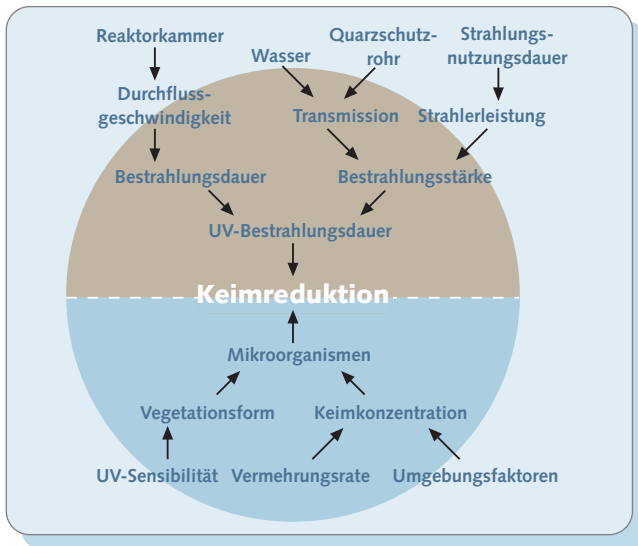 Reaktorkammer
Wasser
Quarzschutz-
rohr
Strahlungs-
nutzungsdauer
Durchfluss-
geschwindigkeit
Transmission
Strahlerleistung
Bestrahlungsdauer
Bestrahlungsstärke
UV-Bestrahlungsdauer
Keimreduktion
Mikroorganismen
Vegetationsform
Keimkonzentration
UV-Sensibilität
Vermehrungsrate
Umgebungsfaktoren